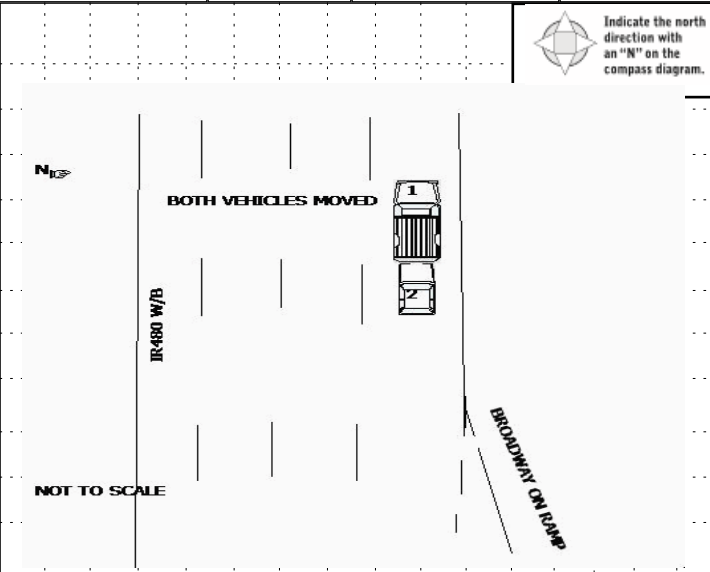 Indicate the north
direction with
an “N” on the
compass diagram.
N
1
BOTH VEHICLES MOVED
2
IR480 W/B
BROADWAY ON RAMP
NOT TO SCALE